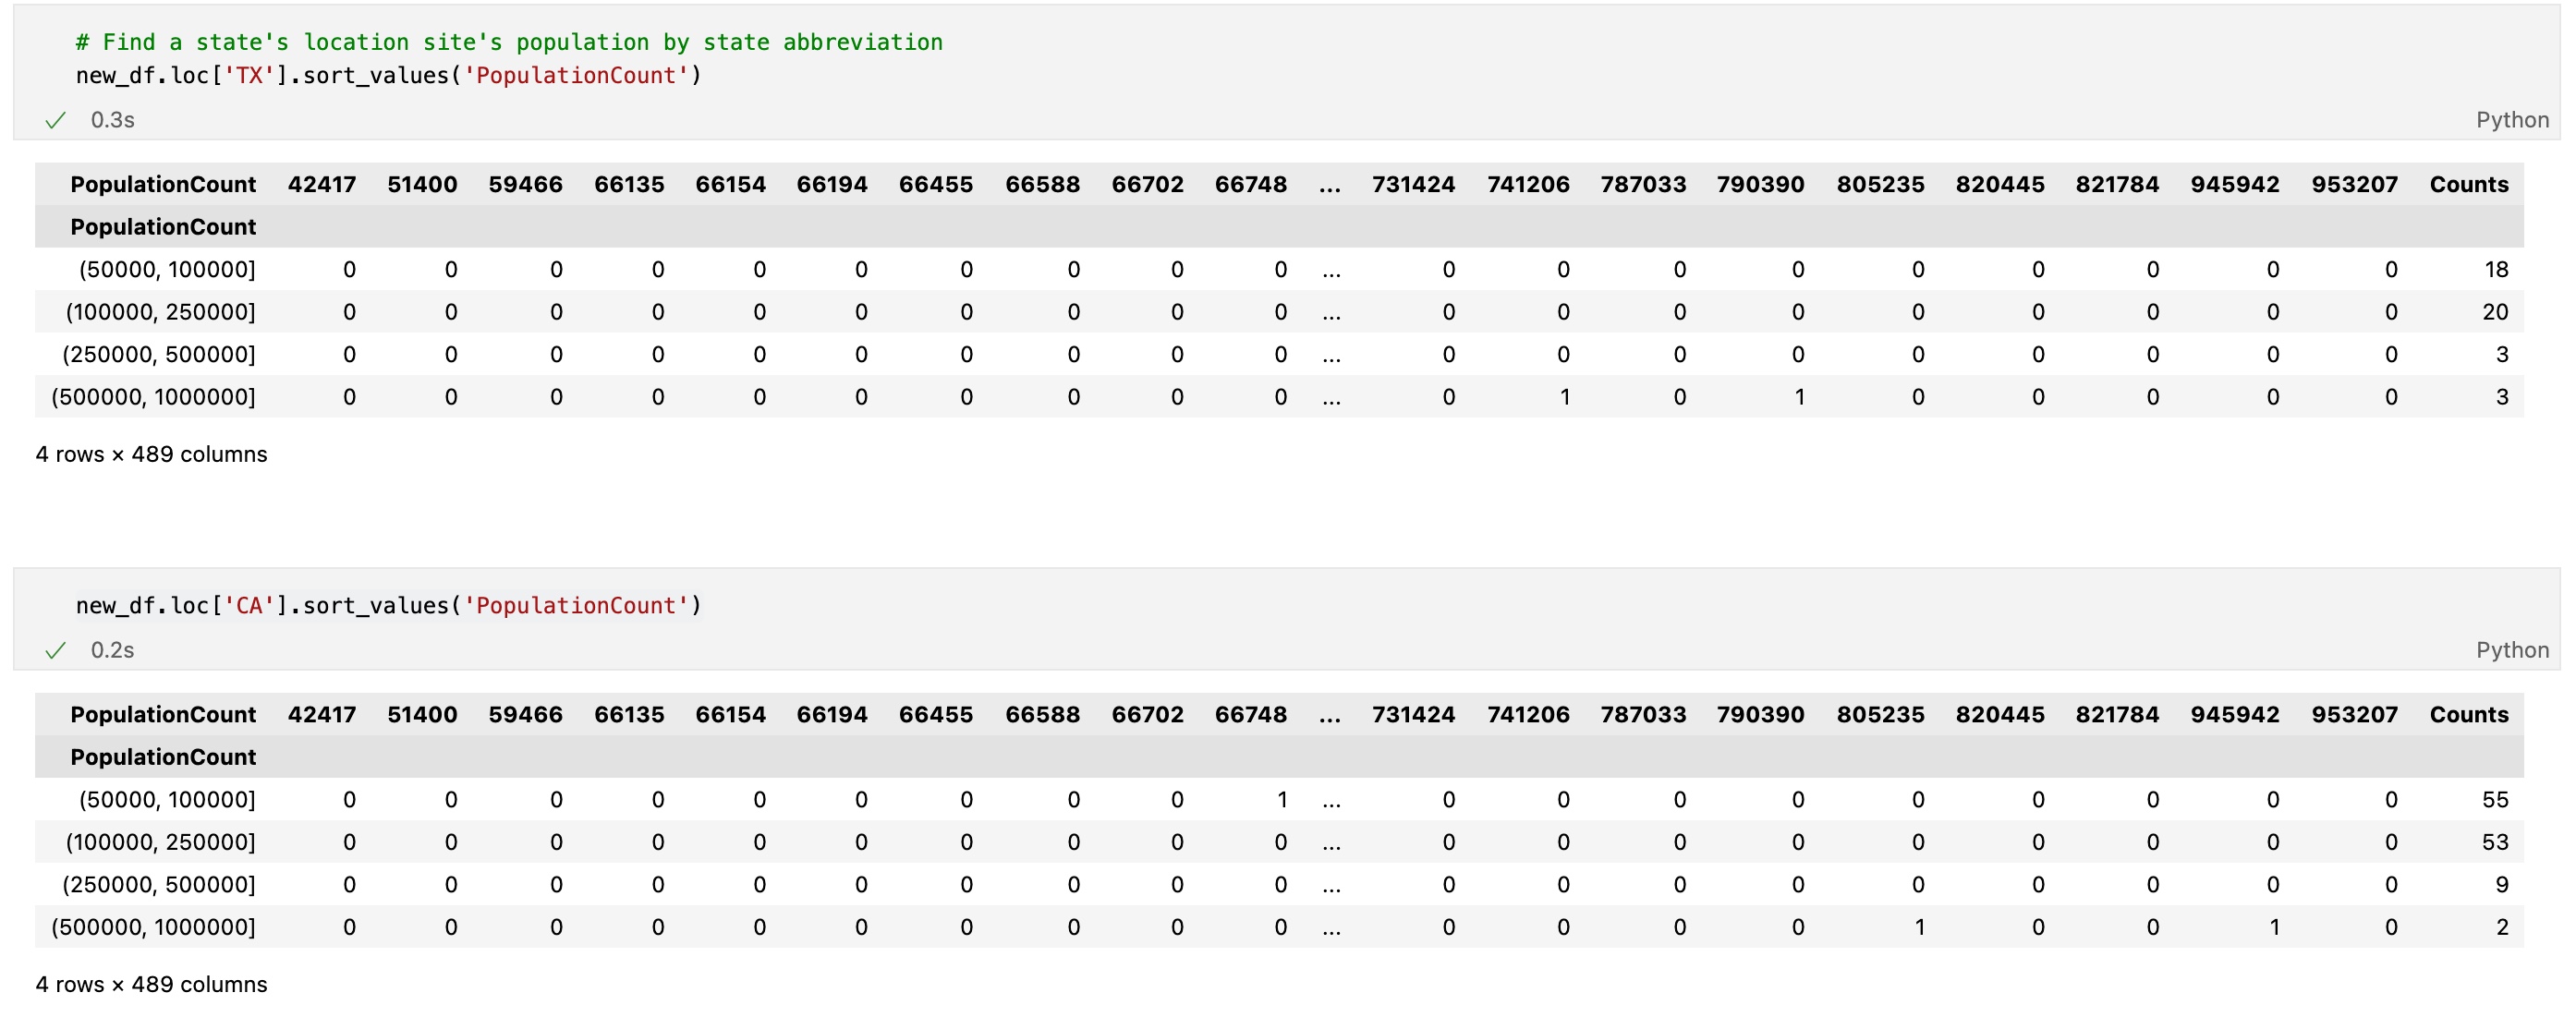 # Find a state's location site's population by state abbreviation
new_df.loc['TX'].sort_values('PopulationCount')
0.3s Python
PopulationCount 42417 51400 59466 66135 66154 66194 66455 66588 66702 66748 ... 731424 741206 787033 790390 805235 820445 821784 945942 953207 Counts
PopulationCount
(50000, 100000] 0 0 0 0 0 0 0 0 0 0 ... 0 0 0 0 0 0 0 0 0 18
(100000, 250000] 0 0 0 0 0 0 0 0 0 0 ... 0 0 0 0 0 0 0 0 0 20
(250000, 500000] 0 0 0 0 0 0 0 0 0 0 ... 0 0 0 0 0 0 0 0 0 3
(500000, 1000000] 0 0 0 0 0 0 0 0 0 0 ... 0 1 0 1 0 0 0 0 0 3
4 rows × 489 columns
new_df.loc['CA'].sort_values('PopulationCount')
0.2s Python
PopulationCount 42417 51400 59466 66135 66154 66194 66455 66588 66702 66748 ... 731424 741206 787033 790390 805235 820445 821784 945942 953207 Counts
PopulationCount
(50000, 100000] 0 0 0 0 0 0 0 0 0 1 ... 0 0 0 0 0 0 0 0 0 55
(100000, 250000] 0 0 0 0 0 0 0 0 0 0 ... 0 0 0 0 0 0 0 0 0 53
(250000, 500000] 0 0 0 0 0 0 0 0 0 0 ... 0 0 0 0 0 0 0 0 0 9
(500000, 1000000] 0 0 0 0 0 0 0 0 0 0 ... 0 0 0 0 1 0 0 1 0 2
4 rows × 489 columns